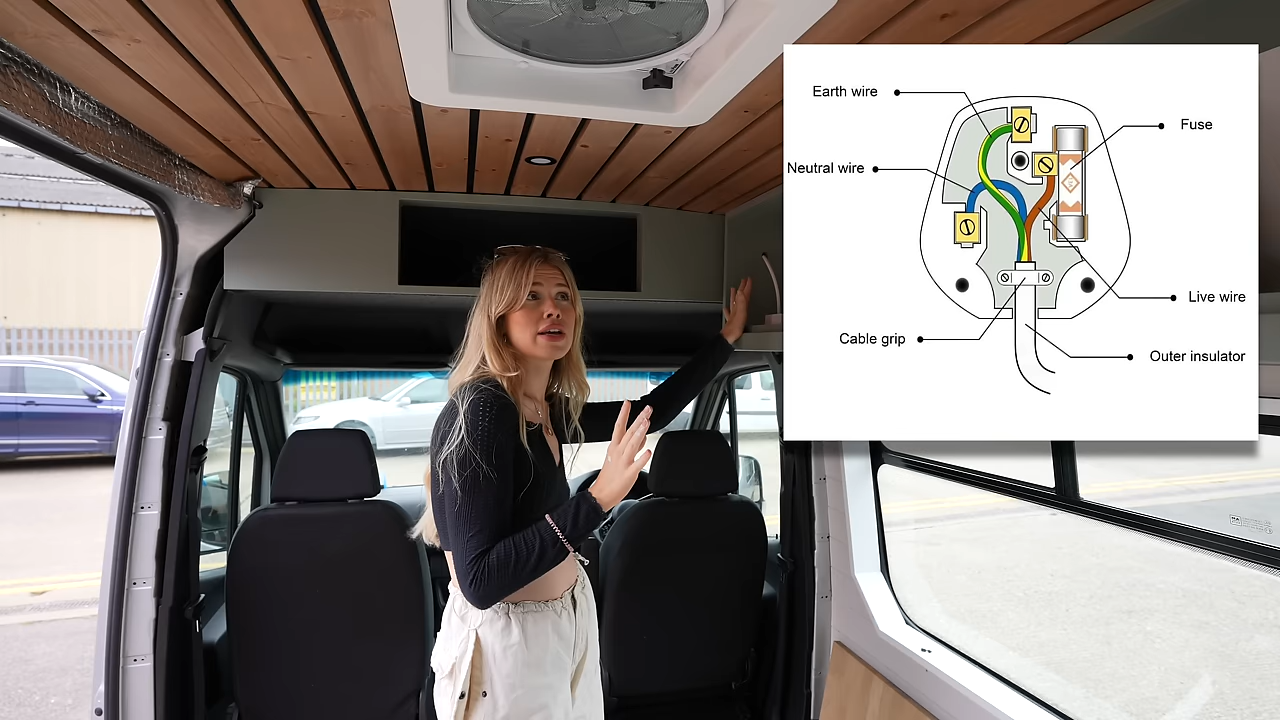 Earth wire
Fuse
Neutral wire
Live wire
Cable grip
Outer insulator